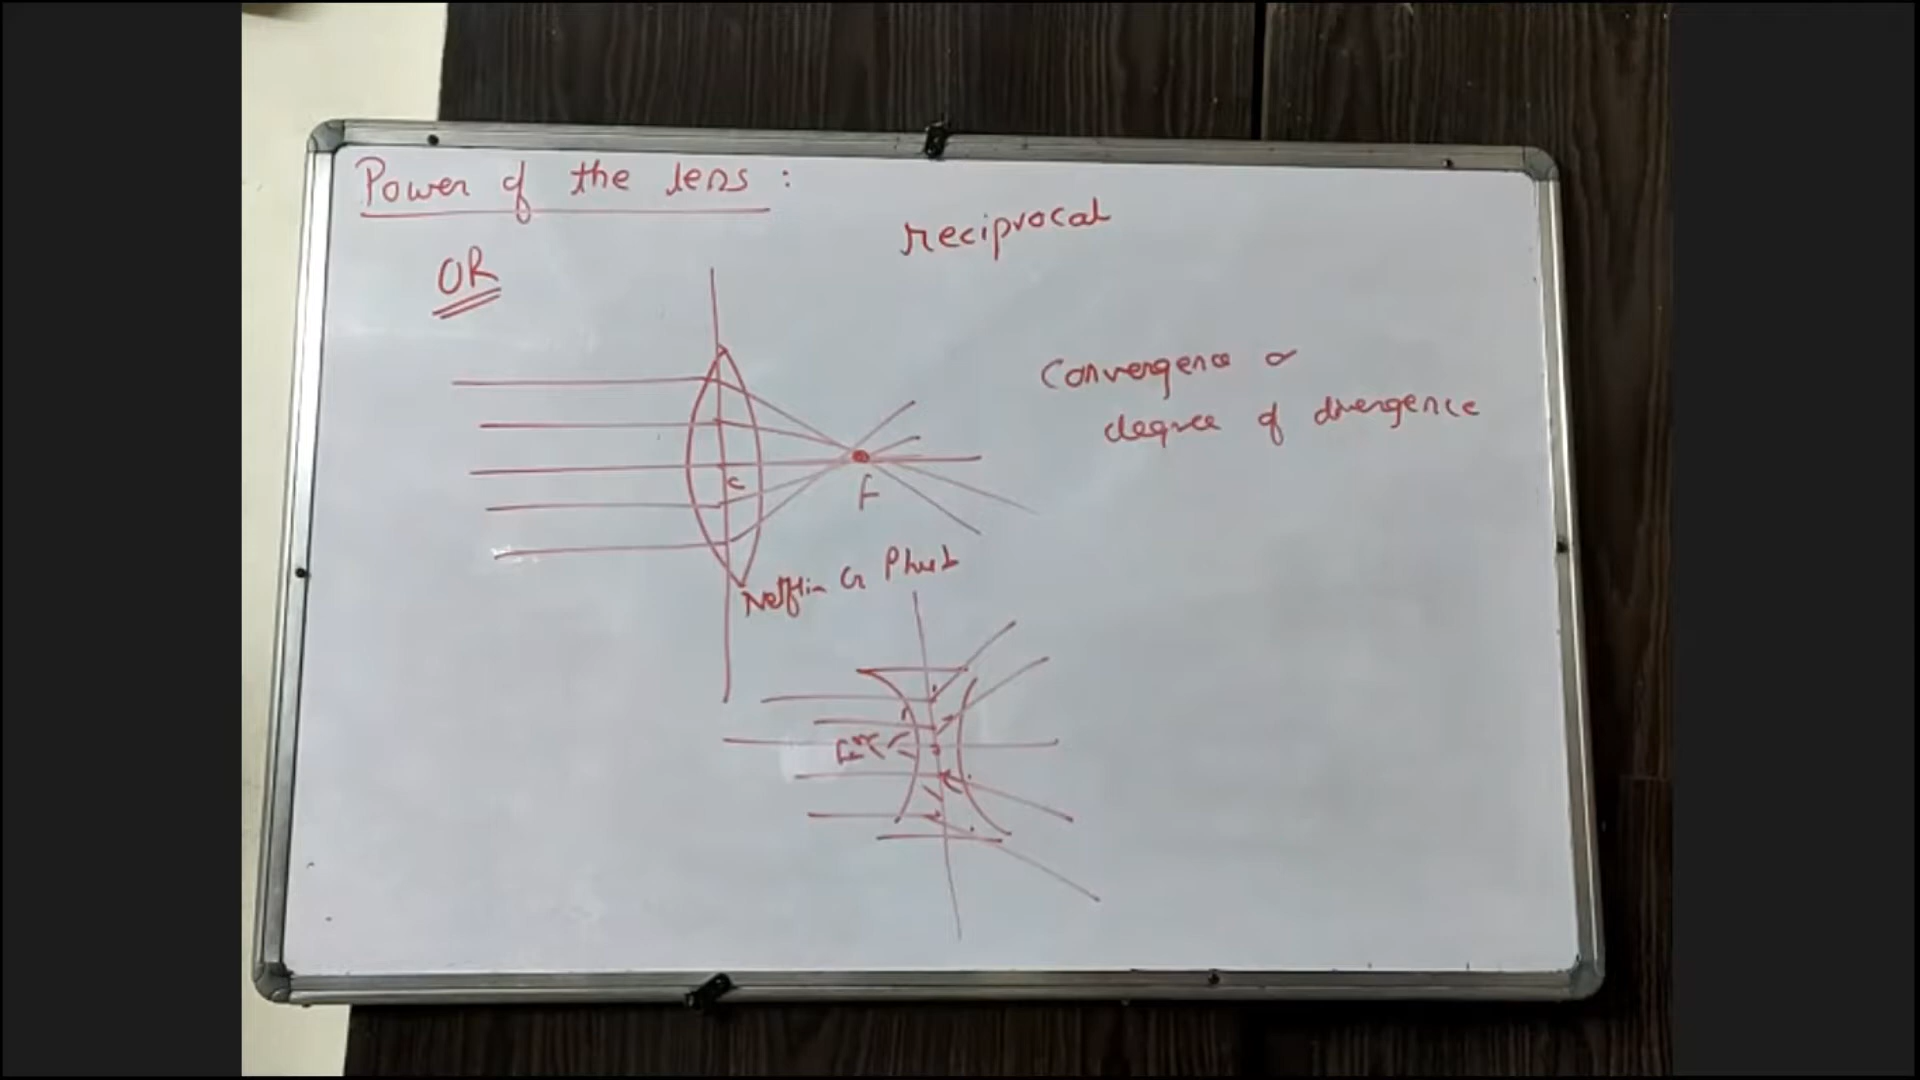 Power of the lens :
reciprocal
OR
Convergence or
degree of divergence
C
F